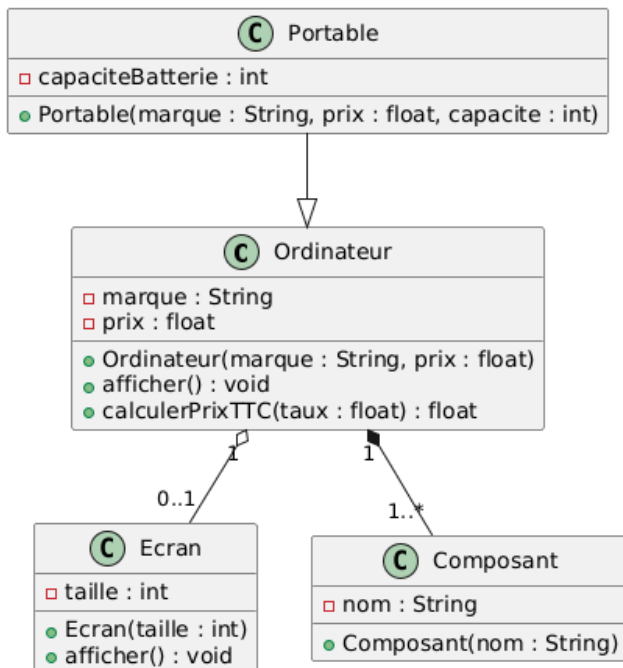 C Portable
capaciteBatterie : int
Portable(marque : String, prix : float, capacite : int)
C Ordinateur
marque : String
prix : float
Ordinateur(marque : String, prix : float)
afficher() : void
calculerPrixTTC(taux : float) : float
1
1
0..1
1..*
C Ecran
taille : int
Ecran(taille : int)
afficher() : void
C Composant
nom : String
Composant(nom : String)